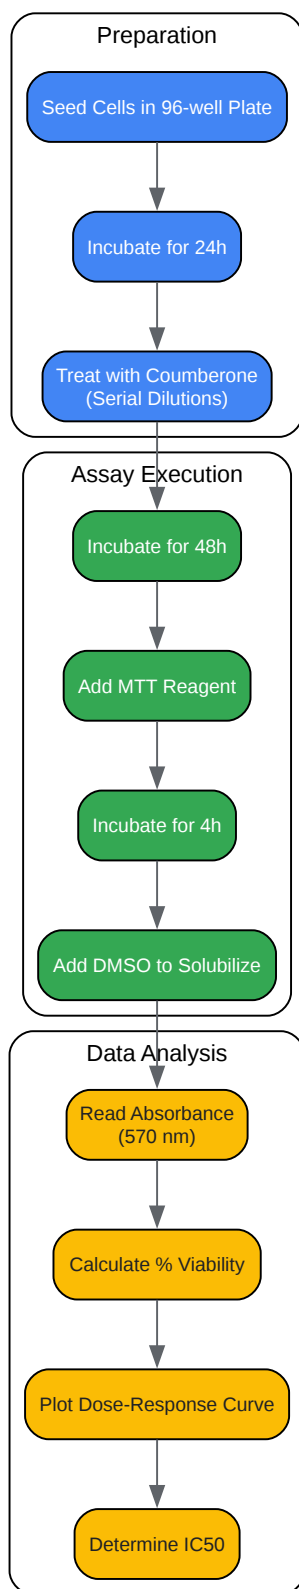 Preparation
Seed Cells in 96-well Plate
Incubate for 24h
Treat with Coumberone
(Serial Dilutions)
Assay Execution
Incubate for 48h
Add MTT Reagent
Incubate for 4h
Add DMSO to Solubilize
Data Analysis
Read Absorbance
(570 nm)
Calculate % Viability
Plot Dose-Response Curve
Determine IC50